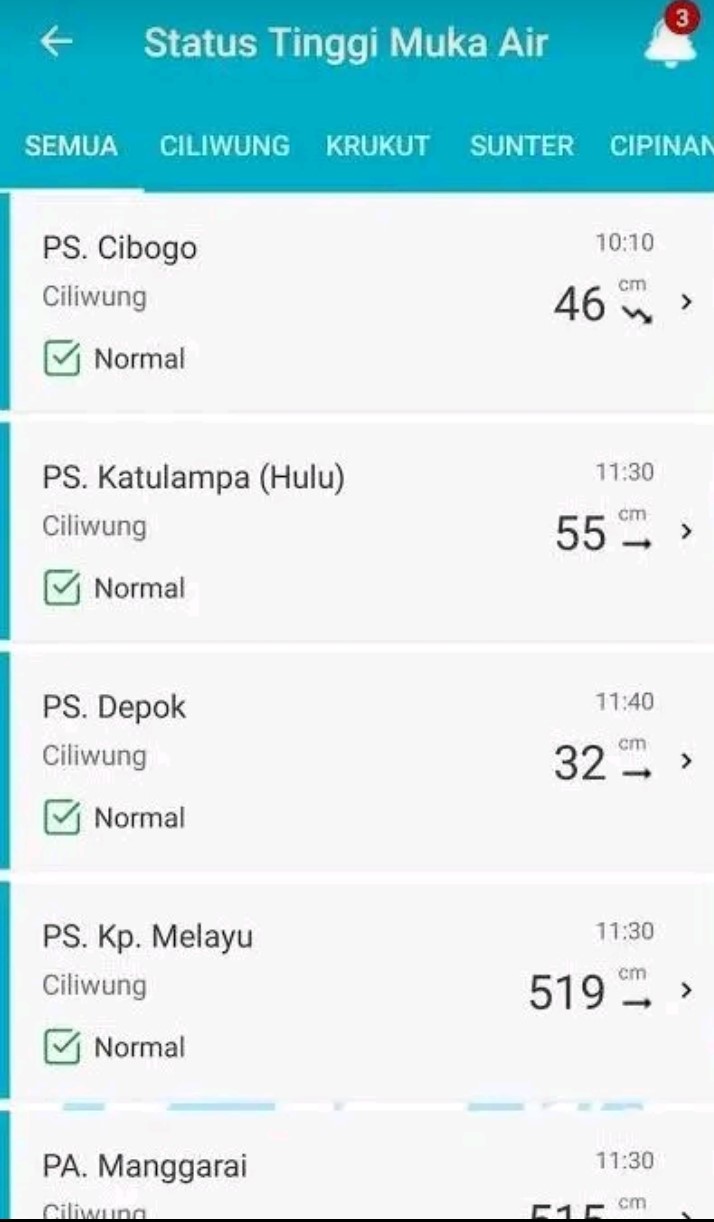 Status Tinggi Muka Air
3
SEMUA CILIWUNG KRUKUT SUNTER CIPINAN
PS. Cibogo 10:10
Ciliwung 46 cm
Normal
PS. Katulampa (Hulu) 11:30
Ciliwung 55 cm
Normal
PS. Depok 11:40
Ciliwung 32 cm
Normal
PS. Kp. Melayu 11:30
Ciliwung 519 cm
Normal
PA. Manggarai 11:30
Ciliwung 515 cm